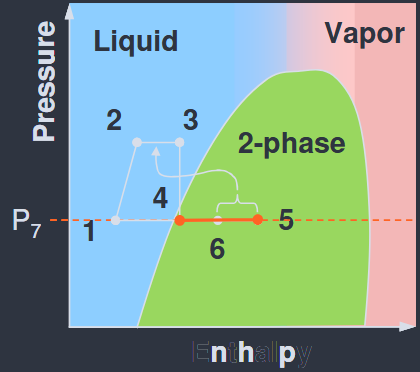 Liquid
Vapor
Pressure
2
3
2-phase
4
P7
1
5
6
Enthalpy